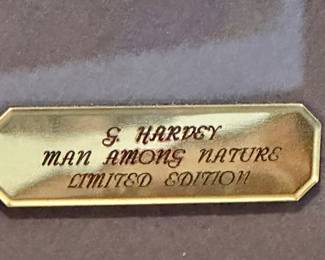 G. HARVEY
MAN AMONG NATURE
LIMITED EDITION